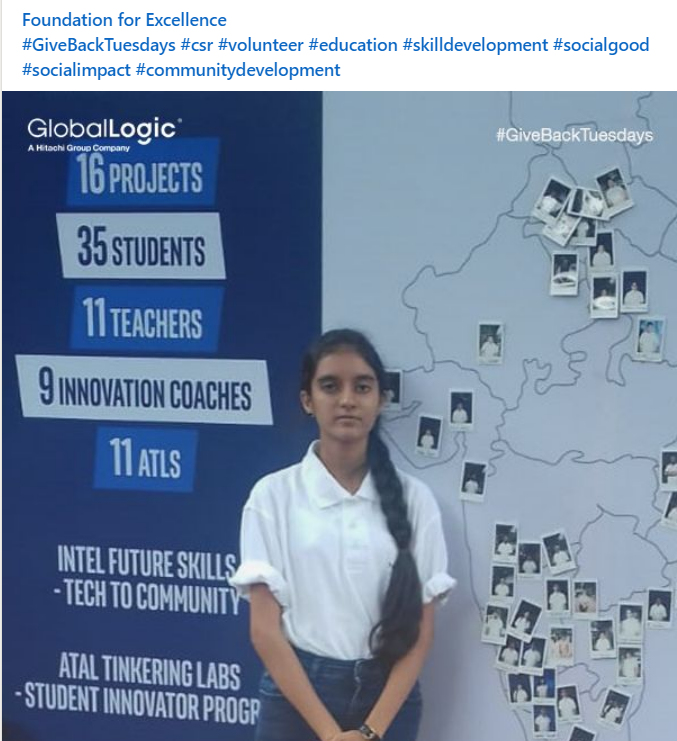 Foundation for Excellence
#GiveBackTuesdays #csr #volunteer #education #skilldevelopment #socialgood
#socialimpact #communitydevelopment
GlobalLogic®
A Hitachi Group Company
#GiveBackTuesdays
16 PROJECTS
35 STUDENTS
11 TEACHERS
9 INNOVATION COACHES
11 ATLS
INTEL FUTURE SKILLS
- TECH TO COMMUNITY
ATAL TINKERING LABS
- STUDENT INNOVATOR PROGR